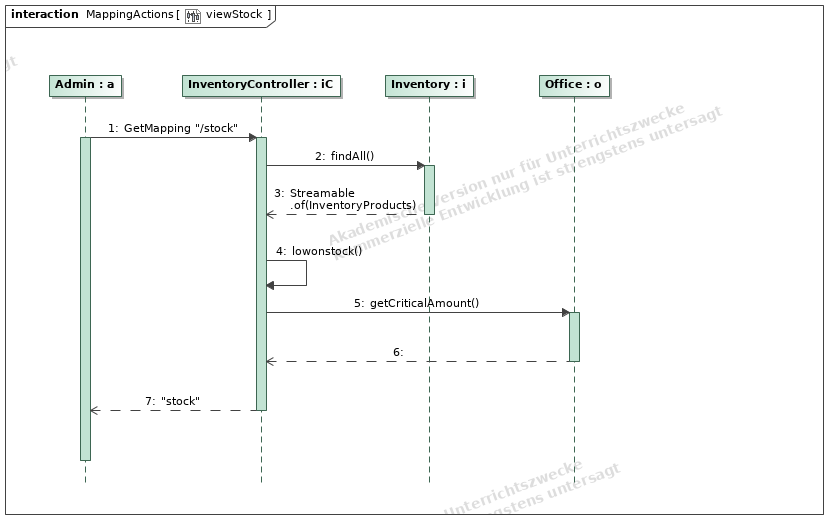 interaction MappingActions [ viewStock ]
Admin : a
InventoryController : iC
Inventory : i
Office : o
1: GetMapping "/stock"
2: findAll()
3: Streamable
.of(InventoryProducts)
4: lowonstock()
5: getCriticalAmount()
6:
7: "stock"
Akademische Version nur für Unterrichtszwecke
Kommerzielle Entwicklung ist strengstens untersagt
Unterrichtszwecke
untersagt